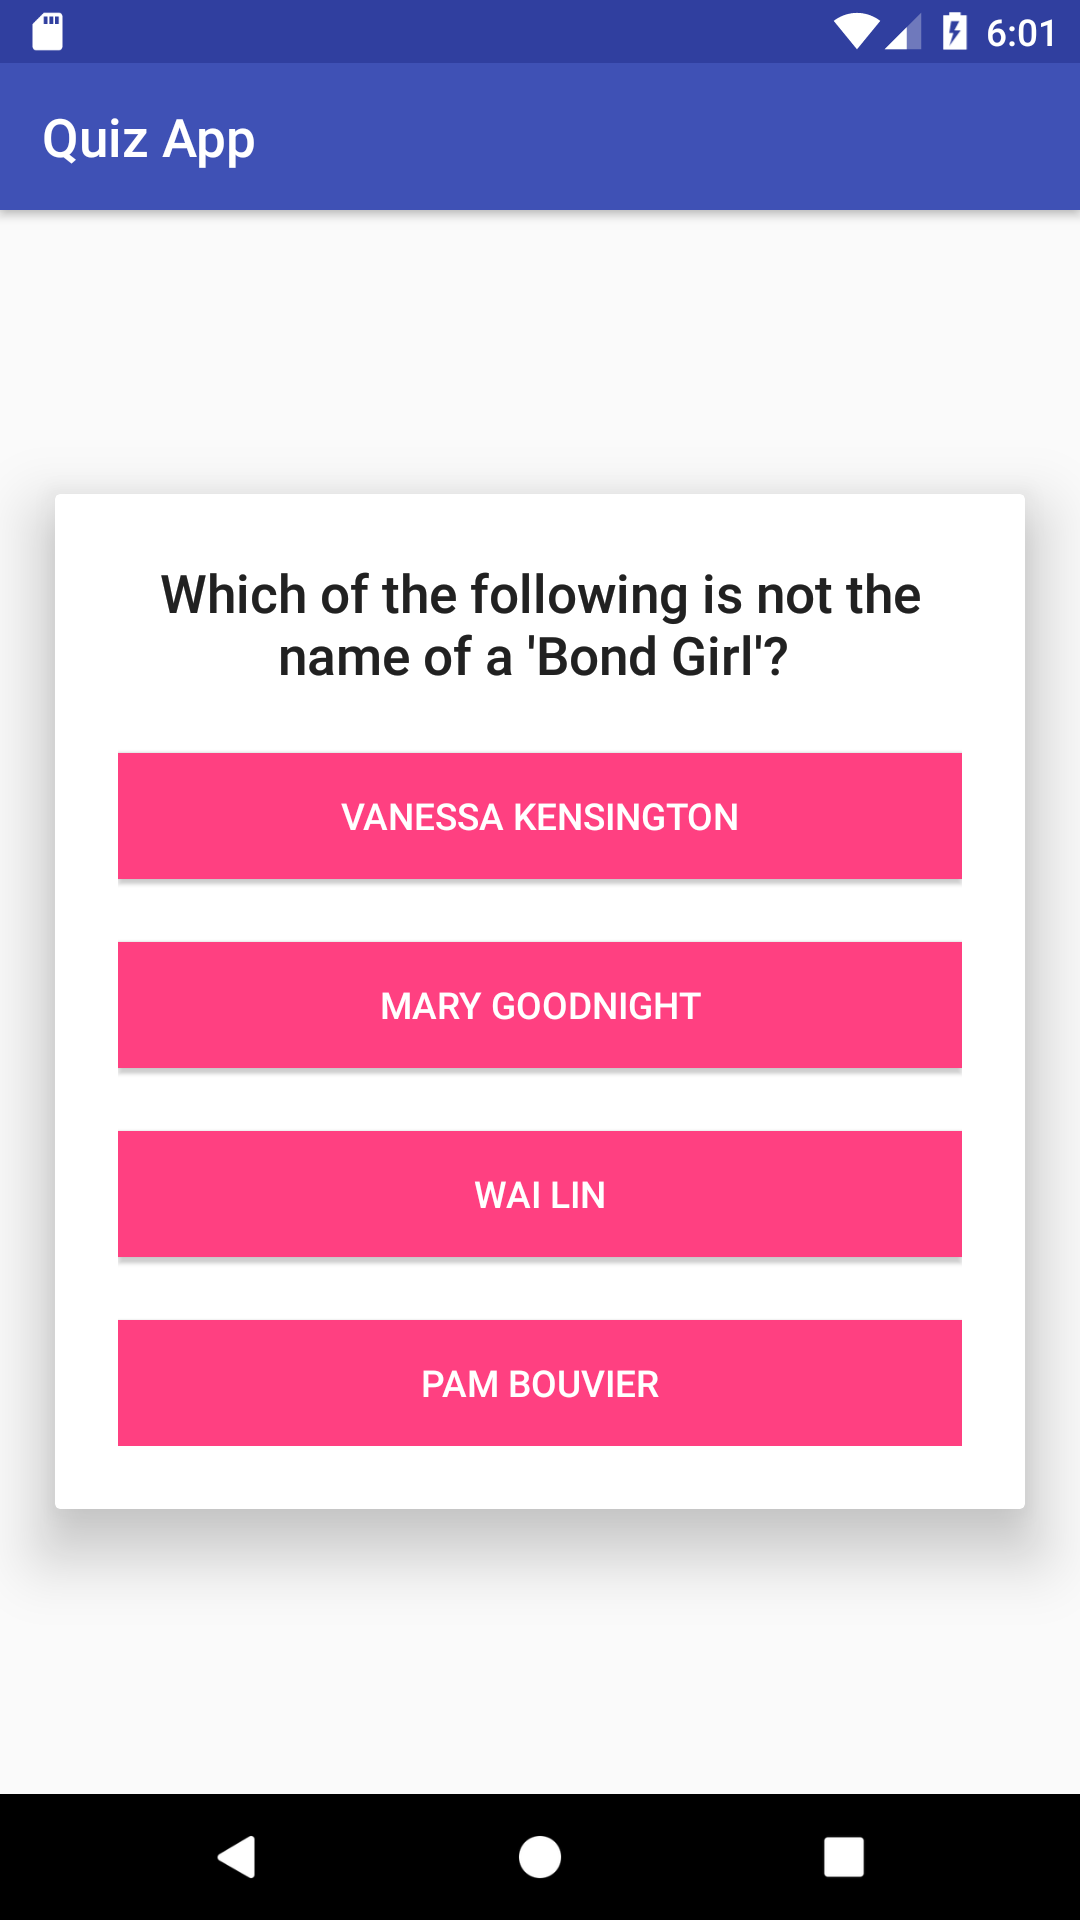 6:01
Quiz App
Which of the following is not the
name of a 'Bond Girl'?
VANESSA KENSINGTON
MARY GOODNIGHT
WAI LIN
PAM BOUVIER